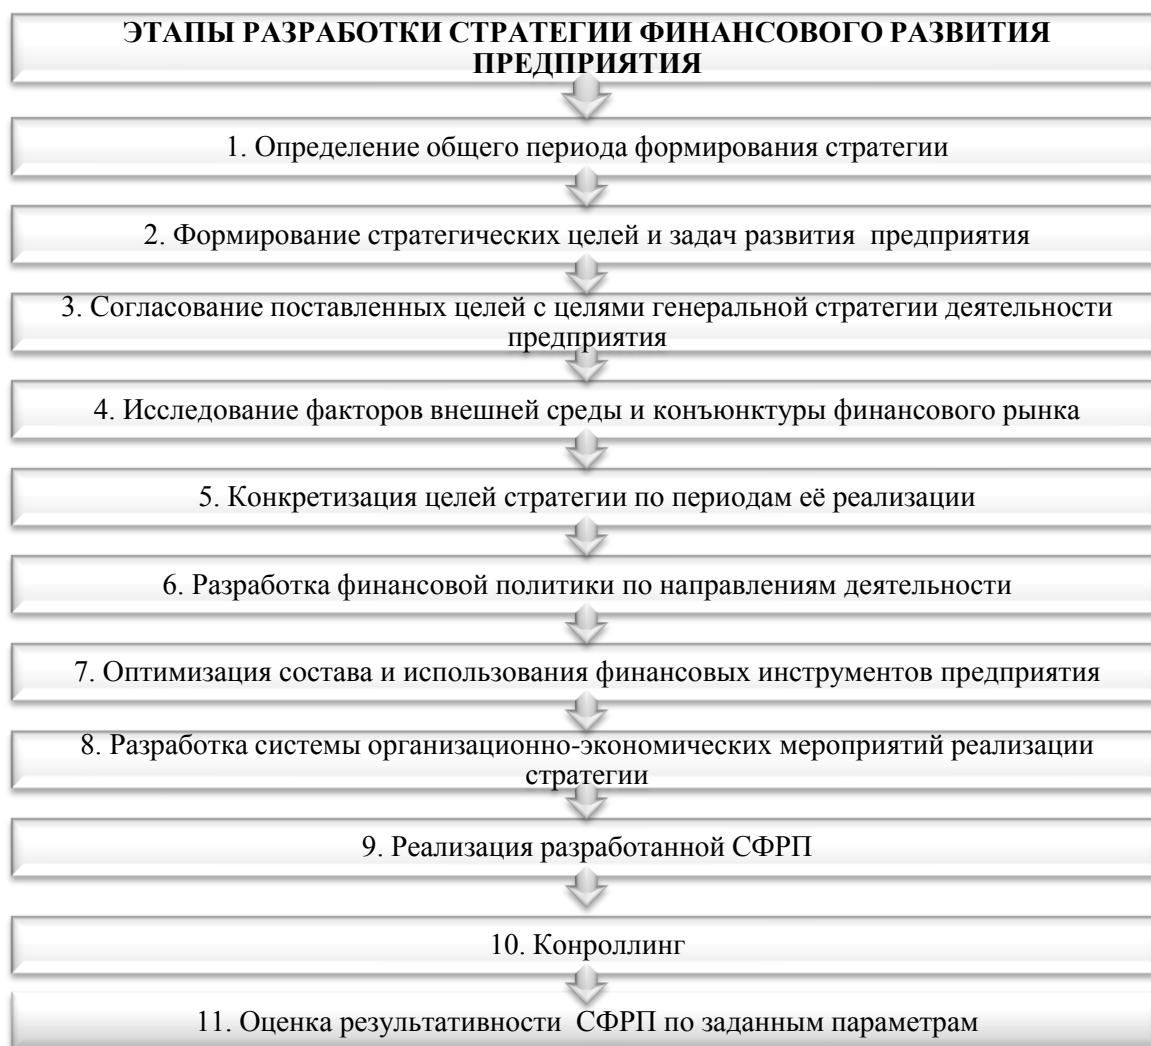 ЭТАПЫ РАЗРАБОТКИ СТРАТЕГИИ ФИНАНСОВОГО РАЗВИТИЯ
ПРЕДПРИЯТИЯ
1. Определение общего периода формирования стратегии
2. Формирование стратегических целей и задач развития предприятия
3. Согласование поставленных целей с целями генеральной стратегии деятельности
предприятия
4. Исследование факторов внешней среды и конъюнктуры финансового рынка
5. Конкретизация целей стратегии по периодам её реализации
6. Разработка финансовой политики по направлениям деятельности
7. Оптимизация состава и использования финансовых инструментов предприятия
8. Разработка системы организационно-экономических мероприятий реализации
стратегии
9. Реализация разработанной СФРП
10. Конроллинг
11. Оценка результативности СФРП по заданным параметрам